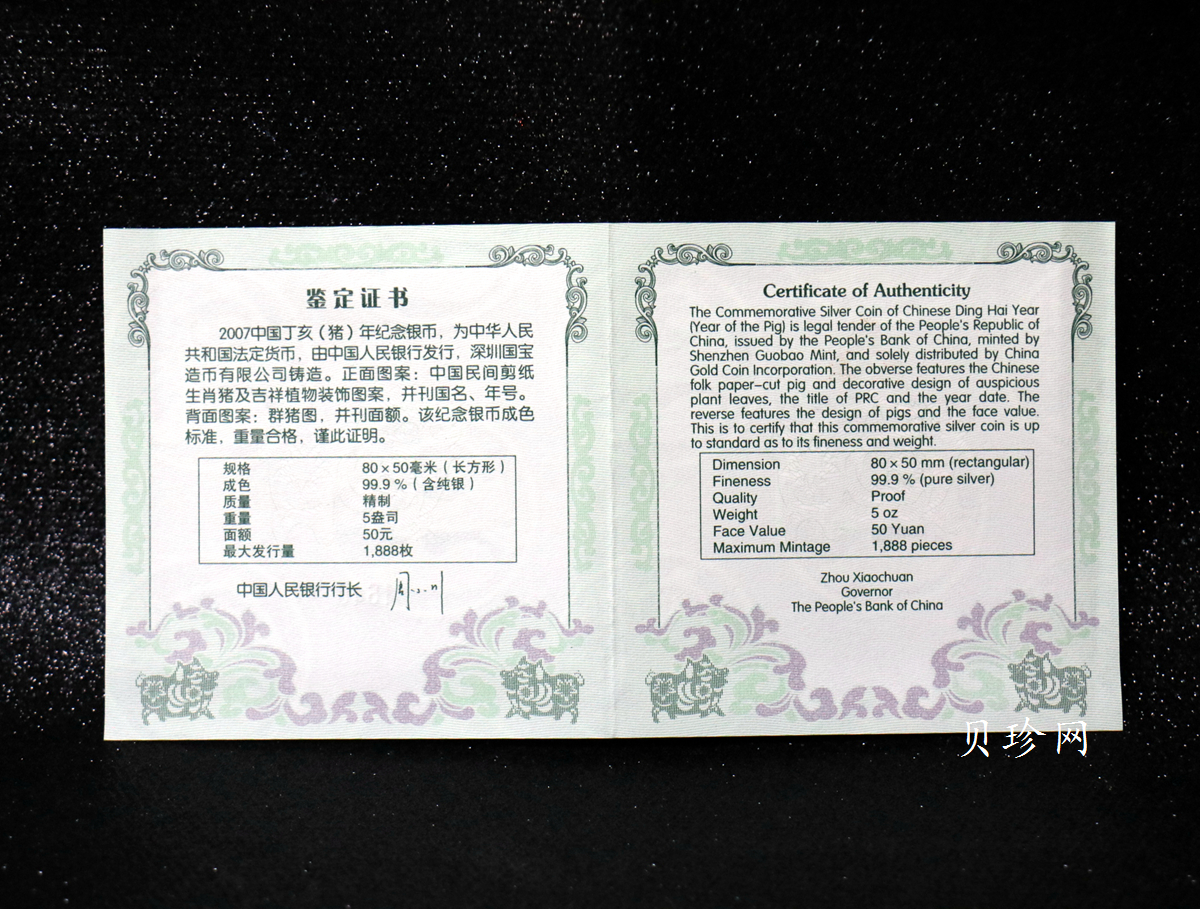 鉴定证书
2007中国丁亥（猪）年纪念银币，为中华人民
共和国法定货币，由中国人民银行发行，深圳国宝
造币有限公司铸造。正面图案：中国民间剪纸
生肖猪及吉祥植物装饰图案，并刊国名、年号。
背面图案：群猪图，并刊面额。该纪念银币成色
标准，重量合格，谨此证明。
规格 80×50毫米（长方形）
成色 99.9％（含纯银）
质量 精制
重量 5盎司
面额 50元
最大发行量 1,888枚
中国人民银行行长
Certificate of Authenticity
The Commemorative Silver Coin of Chinese Ding Hai Year
(Year of the Pig) is legal tender of the People's Republic of
China, issued by the People's Bank of China, minted by
Shenzhen Guobao Mint, and solely distributed by China
Gold Coin Incorporation. The obverse features the Chinese
folk paper-cut pig and decorative design of auspicious
plant leaves, the title of PRC and the year date. The
reverse features the design of pigs and the face value.
This is to certify that this commemorative silver coin is up
to standard as to its fineness and weight.
Dimension 80×50 mm (rectangular)
Fineness 99.9 % (pure silver)
Quality Proof
Weight 5 oz
Face Value 50 Yuan
Maximum Mintage 1,888 pieces
Zhou Xiaochuan
Governor
The People's Bank of China
贝珍网